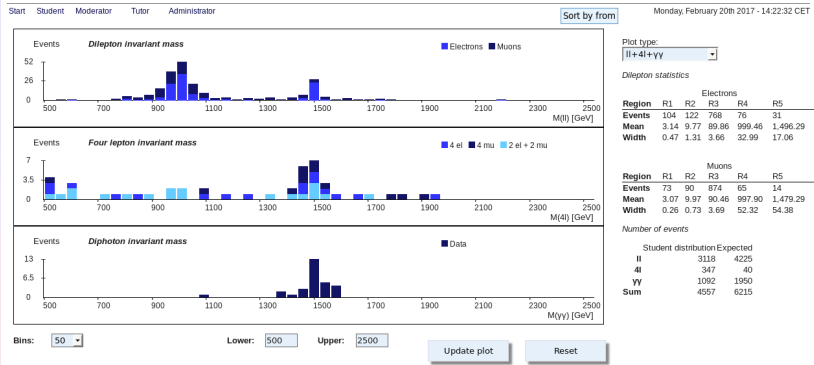 Start Student Moderator Tutor Administrator
Sort by from
Monday, February 20th 2017 - 14:22:32 CET
Events Dilepton invariant mass Electrons Muons
52
26
0
500 700 900 1100 1300 1500 1700 1900 2100 2300 2500
M(ll) [GeV]
Events Four lepton invariant mass 4 el 4 mu 2 el + 2 mu
7
3.5
0
500 700 900 1100 1300 1500 1700 1900 2100 2300 2500
M(4l) [GeV]
Events Diphoton invariant mass Data
13
6.5
0
500 700 900 1100 1300 1500 1700 1900 2100 2300 2500
M(γγ) [GeV]
Bins: 50 Lower: 500 Upper: 2500
Update plot Reset
Plot type:
ll+4l+γγ
Dilepton statistics
Electrons
Region R1 R2 R3 R4 R5
Events 104 122 768 76 31
Mean 3.14 9.77 89.86 999.46 1,496.29
Width 0.47 1.31 3.66 32.99 17.06
Muons
Region R1 R2 R3 R4 R5
Events 73 90 874 65 14
Mean 3.07 9.97 90.46 997.90 1,479.29
Width 0.26 0.73 3.69 52.32 54.38
Number of events
Student distribution Expected
ll 3118 4225
4l 347 40
γγ 1092 1950
Sum 4557 6215